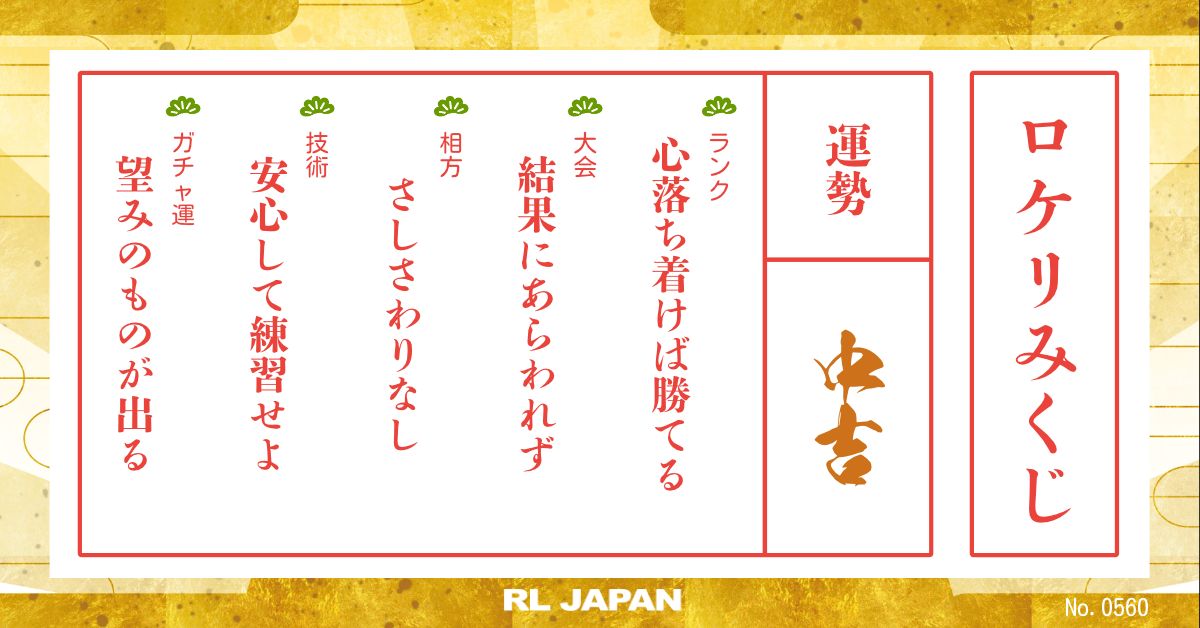 ロケリみくじ
運勢
中吉
ランク
心落ち着けば勝てる
大会
結果にあらわれず
相方
さしさわりなし
技術
安心して練習せよ
ガチャ運
望みのものが出る
RL JAPAN
No. 0560